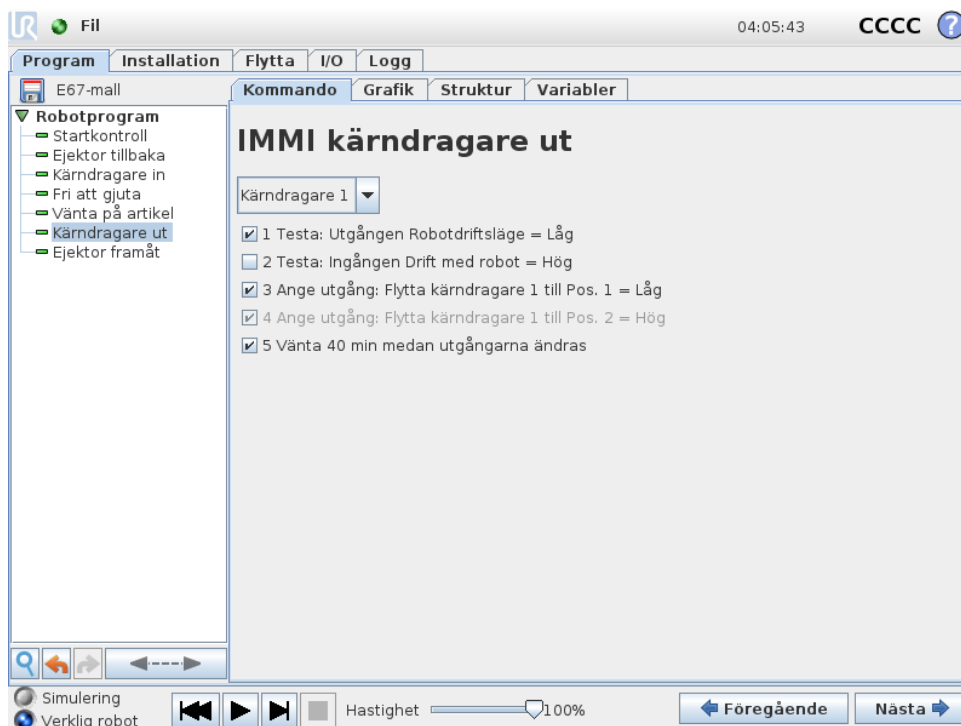 UR Fil 04:05:43 CCCC ?
Program Installation Flytta I/O Logg
E67-mall
Kommando Grafik Struktur Variabler
Robotprogram
Startkontroll
Ejektor tillbaka
Kärndragare in
Fri att gjuta
Vänta på artikel
Kärndragare ut
Ejektor framåt
IMMI kärndragare ut
Kärndragare 1
1 Testa: Utgången Robotdriftsläge = Låg
2 Testa: Ingången Drift med robot = Hög
3 Ange utgång: Flytta kärndragare 1 till Pos. 1 = Låg
4 Ange utgång: Flytta kärndragare 1 till Pos. 2 = Hög
5 Vänta 40 min medan utgångarna ändras
Simulering
Verklig robot
Hastighet 100%
Föregående Nästa